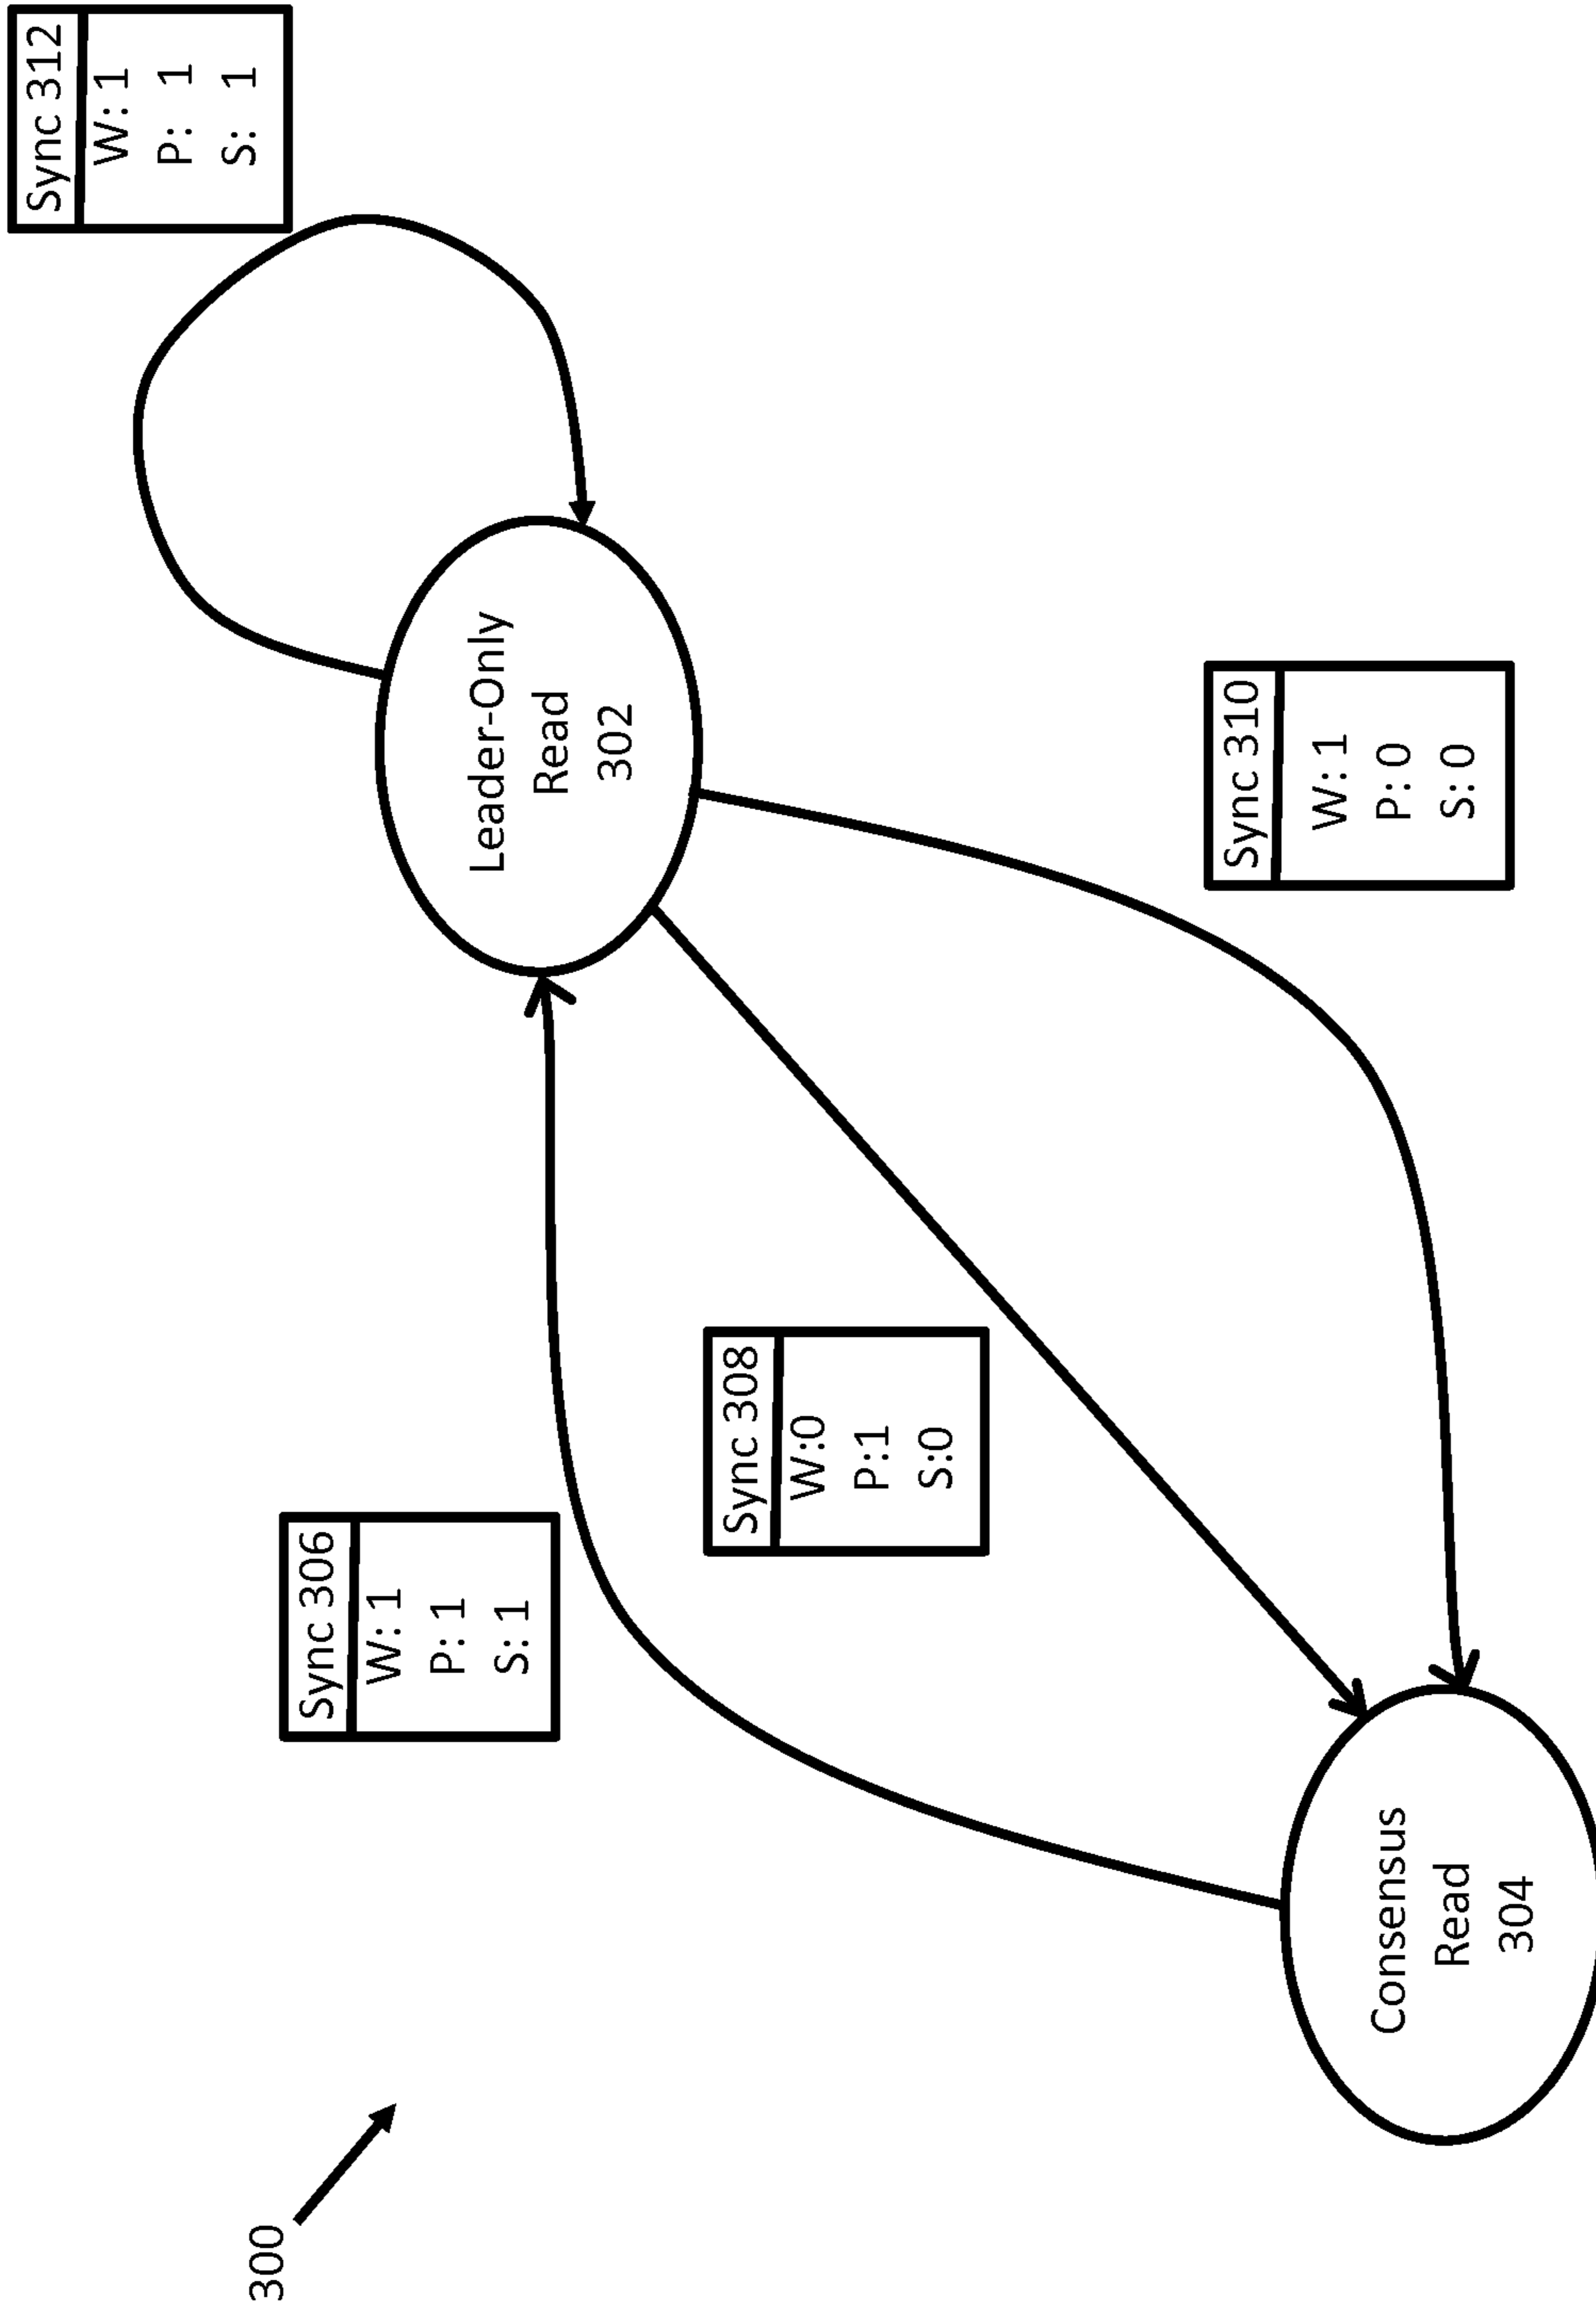 300
Sync 306
W: 1
P: 1
S: 1
Sync 312
W: 1
P: 1
S: 1
Leader-Only
Read
302
Sync 308
W:0
P:1
S:0
Sync 310
W: 1
P: 0
S: 0
Consensus
Read
304